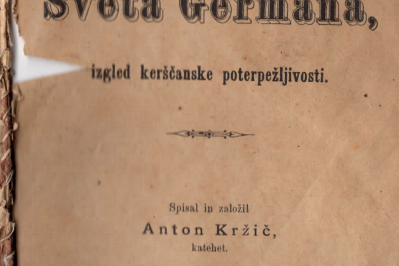 Sveta Germana,
izgled kerščanske poterpežljivosti.
Spisal in založil
Anton Kržič,
katehet.